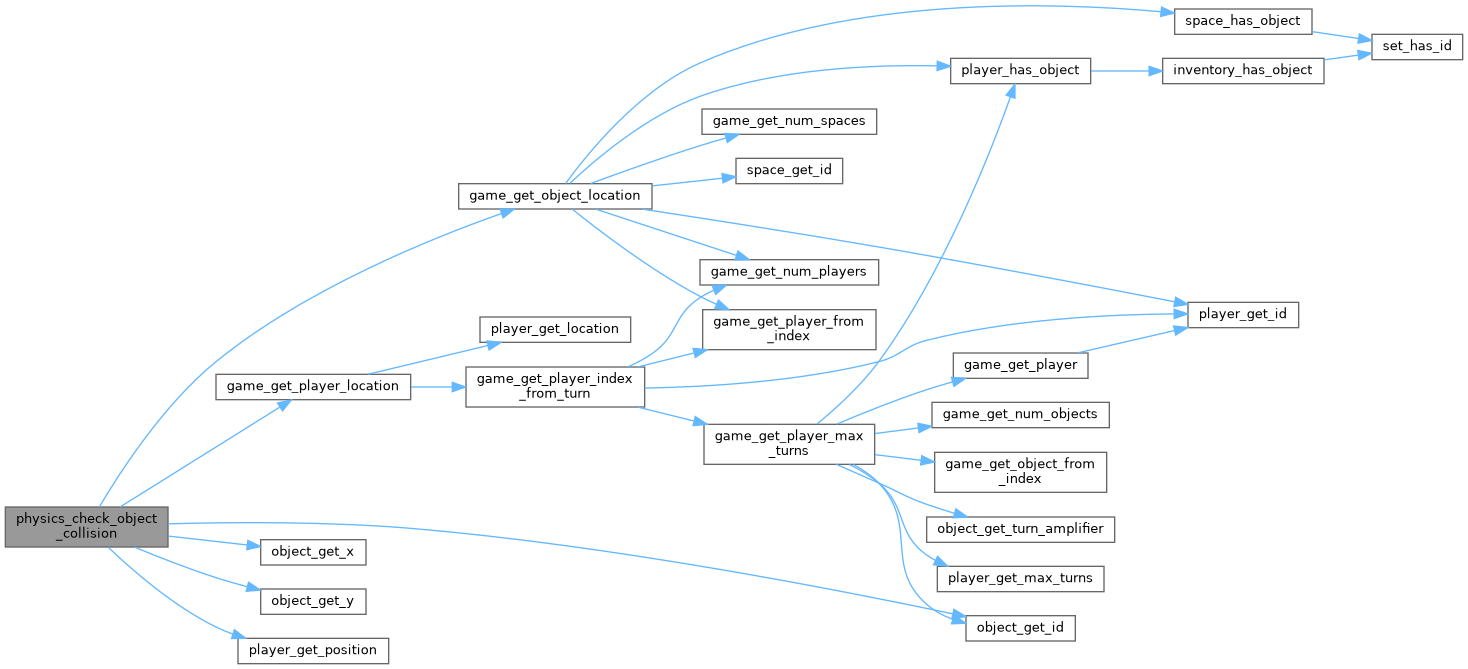 space_has_object
set_has_id
player_has_object
inventory_has_object
game_get_num_spaces
space_get_id
game_get_object_location
game_get_num_players
player_get_id
game_get_player_from
_index
player_get_location
game_get_player
game_get_player_location
game_get_player_index
_from_turn
game_get_num_objects
game_get_player_max
_turns
game_get_object_from
_index
physics_check_object
_collision
object_get_turn_amplifier
object_get_x
player_get_max_turns
object_get_y
object_get_id
player_get_position